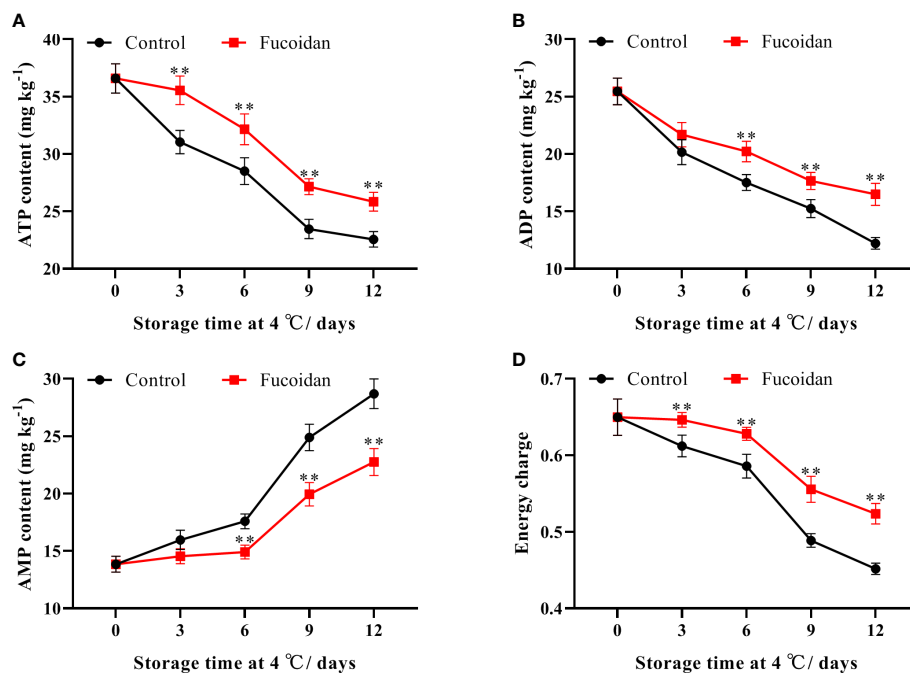 A
Control Fucoidan
ATP content (mg kg⁻¹)
40
35
30
25
20
**
**
**
**
0 3 6 9 12
Storage time at 4 ℃/ days
B
Control Fucoidan
ADP content (mg kg⁻¹)
30
25
20
15
10
**
**
**
0 3 6 9 12
Storage time at 4 ℃/ days
C
Control Fucoidan
AMP content (mg kg⁻¹)
30
25
20
15
10
**
**
**
0 3 6 9 12
Storage time at 4 ℃/ days
D
Control Fucoidan
Energy charge
0.7
0.6
0.5
0.4
**
**
**
**
0 3 6 9 12
Storage time at 4 ℃/ days